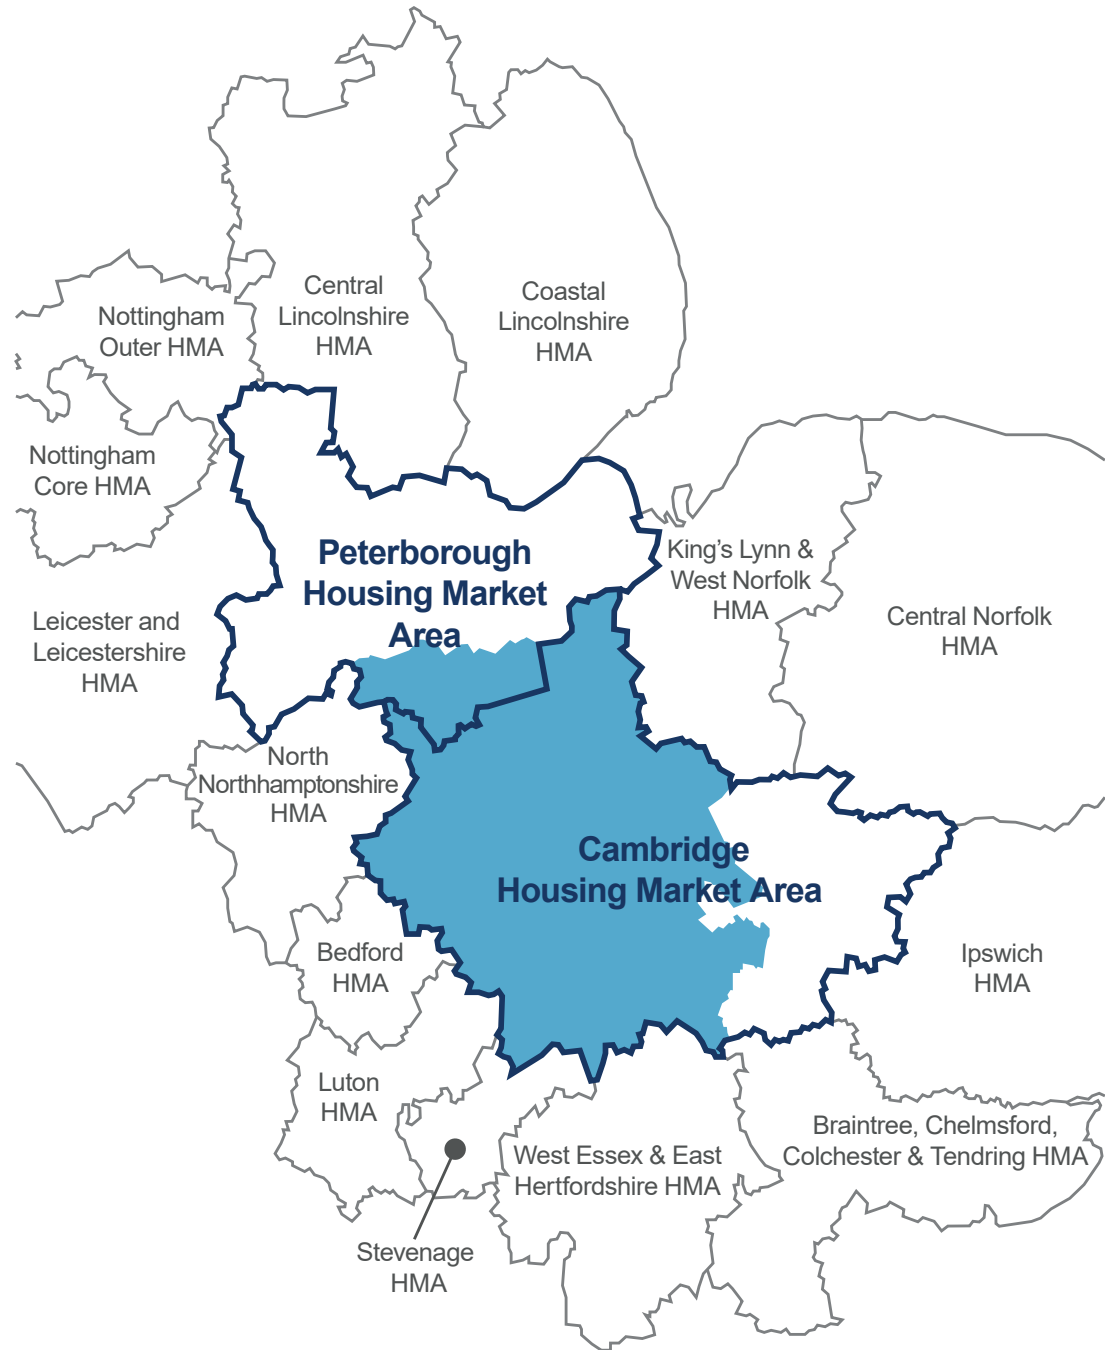 Central
Lincolnshire
HMA
Coastal
Lincolnshire
HMA
Nottingham
Outer HMA
Nottingham
Core HMA
Peterborough
Housing Market
Area
King’s Lynn &
West Norfolk
HMA
Central Norfolk
HMA
Leicester and
Leicestershire
HMA
North
Northhamptonshire
HMA
Cambridge
Housing Market Area
Bedford
HMA
Ipswich
HMA
Luton
HMA
Braintree, Chelmsford,
Colchester & Tendring HMA
West Essex & East
Hertfordshire HMA
Stevenage
HMA